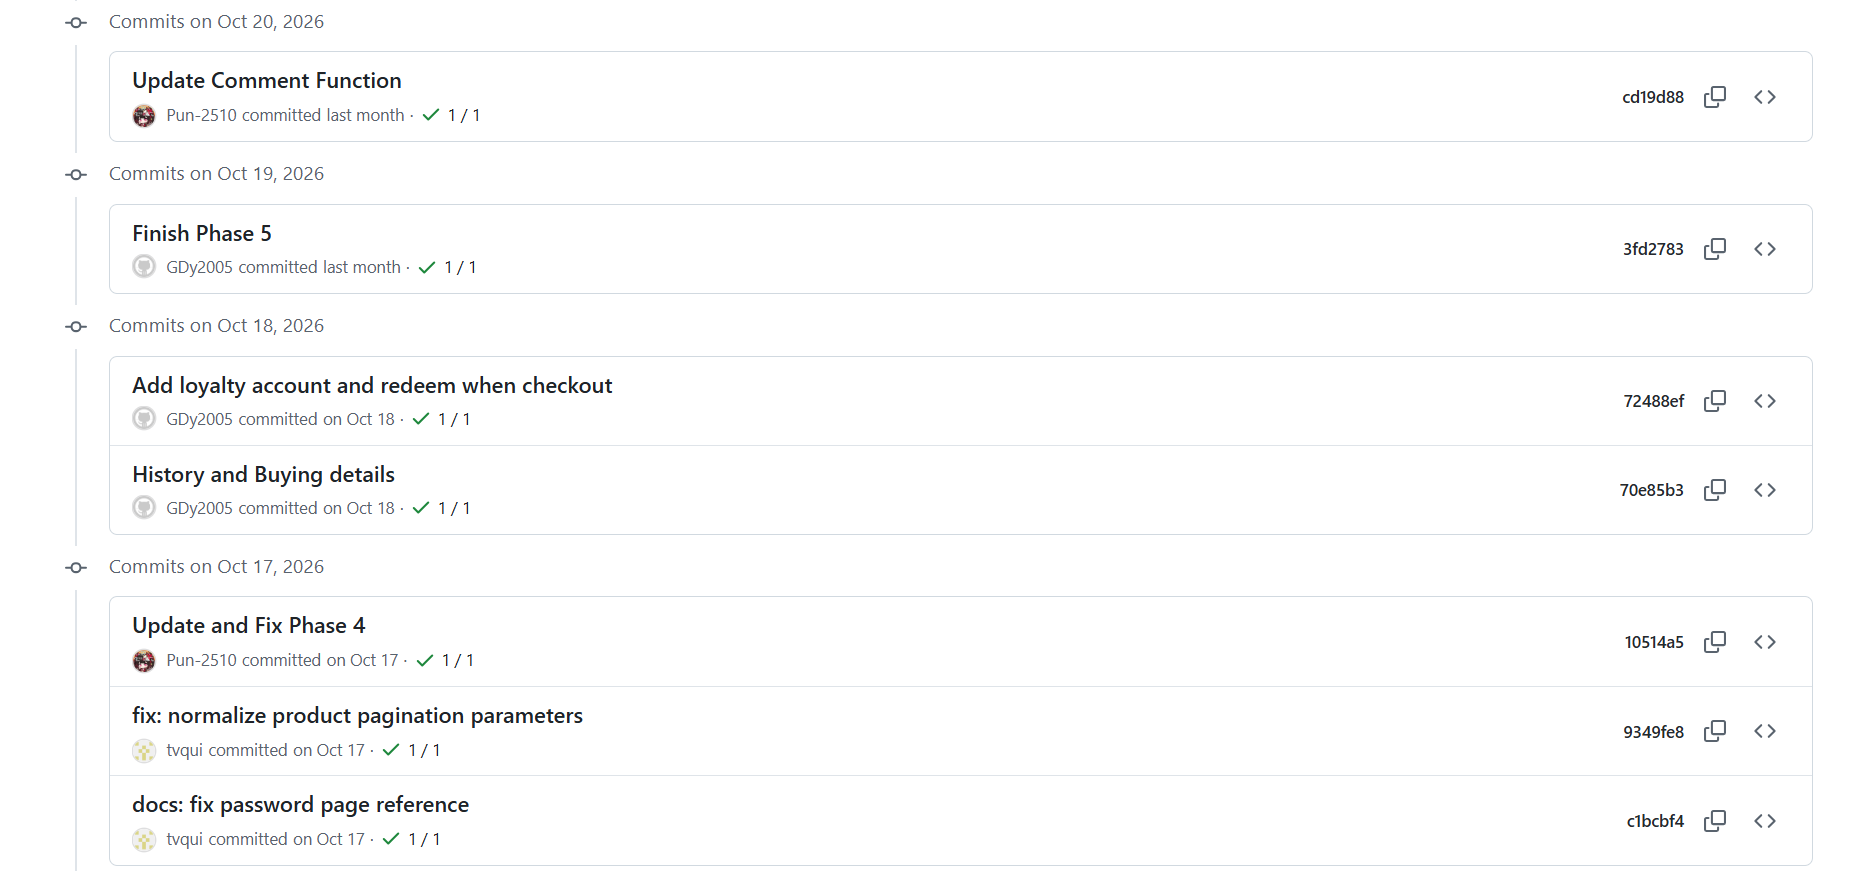 Commits on Oct 20, 2026
Update Comment Function
cd19d88
Pun-2510 committed last month · 1 / 1
Commits on Oct 19, 2026
Finish Phase 5
3fd2783
GDy2005 committed last month · 1 / 1
Commits on Oct 18, 2026
Add loyalty account and redeem when checkout
72488ef
GDy2005 committed on Oct 18 · 1 / 1
History and Buying details
70e85b3
GDy2005 committed on Oct 18 · 1 / 1
Commits on Oct 17, 2026
Update and Fix Phase 4
10514a5
Pun-2510 committed on Oct 17 · 1 / 1
fix: normalize product pagination parameters
9349fe8
tvqui committed on Oct 17 · 1 / 1
docs: fix password page reference
c1bcbf4
tvqui committed on Oct 17 · 1 / 1